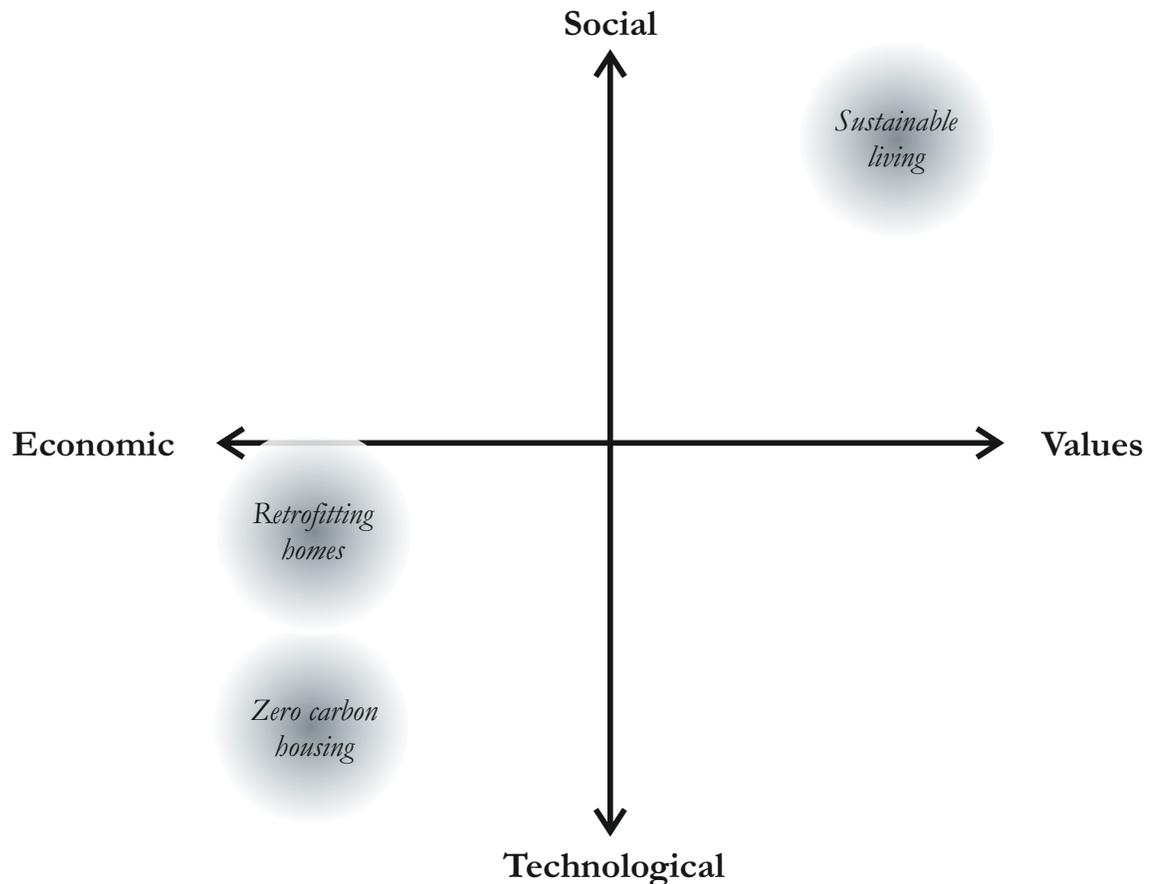 Social
Sustainable
living
Economic
Values
Retrofitting
homes
Zero carbon
housing
Technological